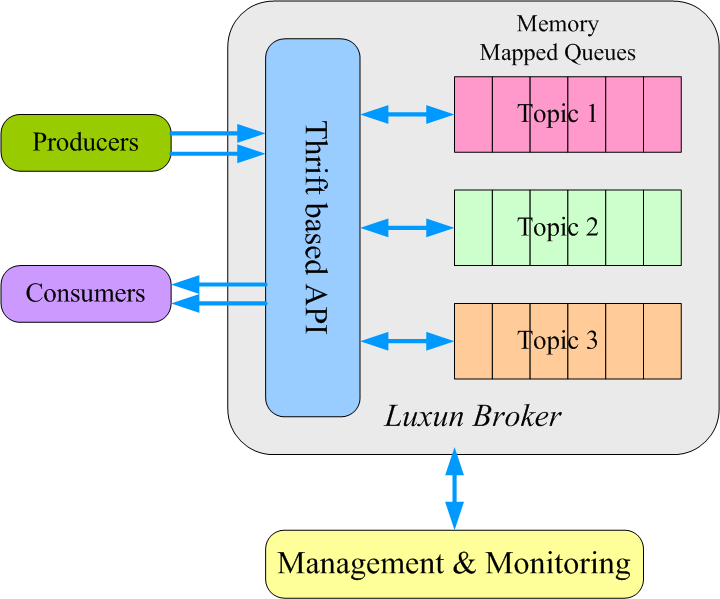 Memory
Mapped Queues
Producers
Consumers
Thrift based API
Topic 1
Topic 2
Topic 3
Luxun Broker
Management & Monitoring